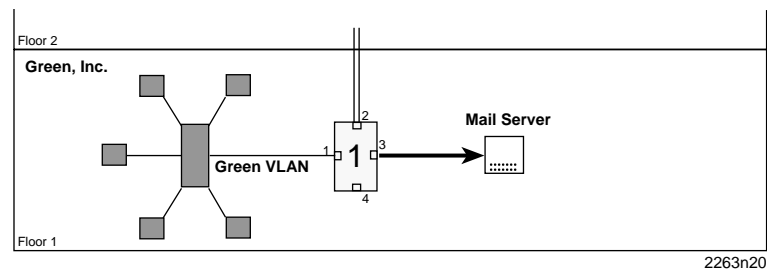 Floor 2
Green, Inc.
2
Mail Server
1
1
3
Green VLAN
4
Floor 1
2263n20